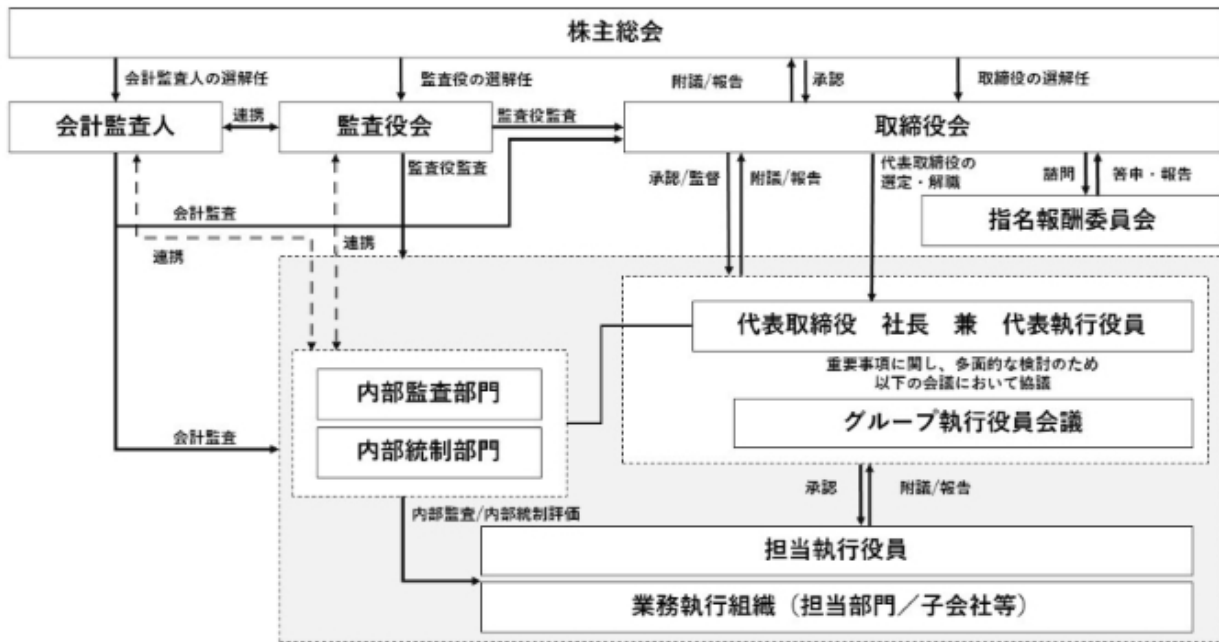 株主総会
会計監査人の選解任
監査役の選解任
附議/報告
承認
取締役の選解任
会計監査人
連携
監査役会
監査役監査
取締役会
監査役監査
承認/監督
附議/報告
代表取締役の
選定・解職
諮問
答申・報告
会計監査
指名報酬委員会
連携
連携
代表取締役　社長　兼　代表執行役員
重要事項に関し、多面的な検討のため
以下の会議において協議
内部監査部門
グループ執行役員会議
会計監査
内部統制部門
承認
附議/報告
内部監査/内部統制評価
担当執行役員
業務執行組織（担当部門／子会社等）